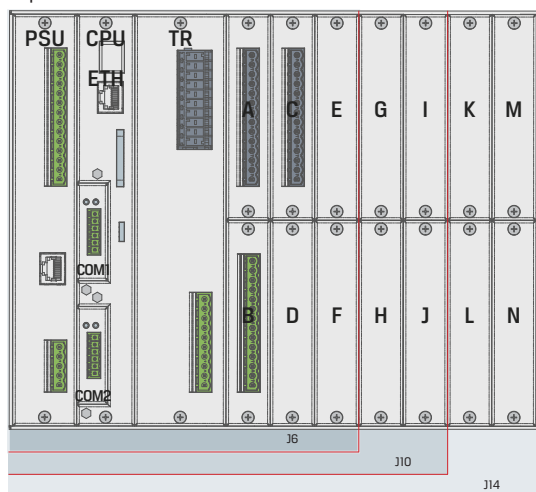 PSU CPU TR
ETH
A C E G I K M
COM1
B D F H J L N
COM2
J6
J10
J14